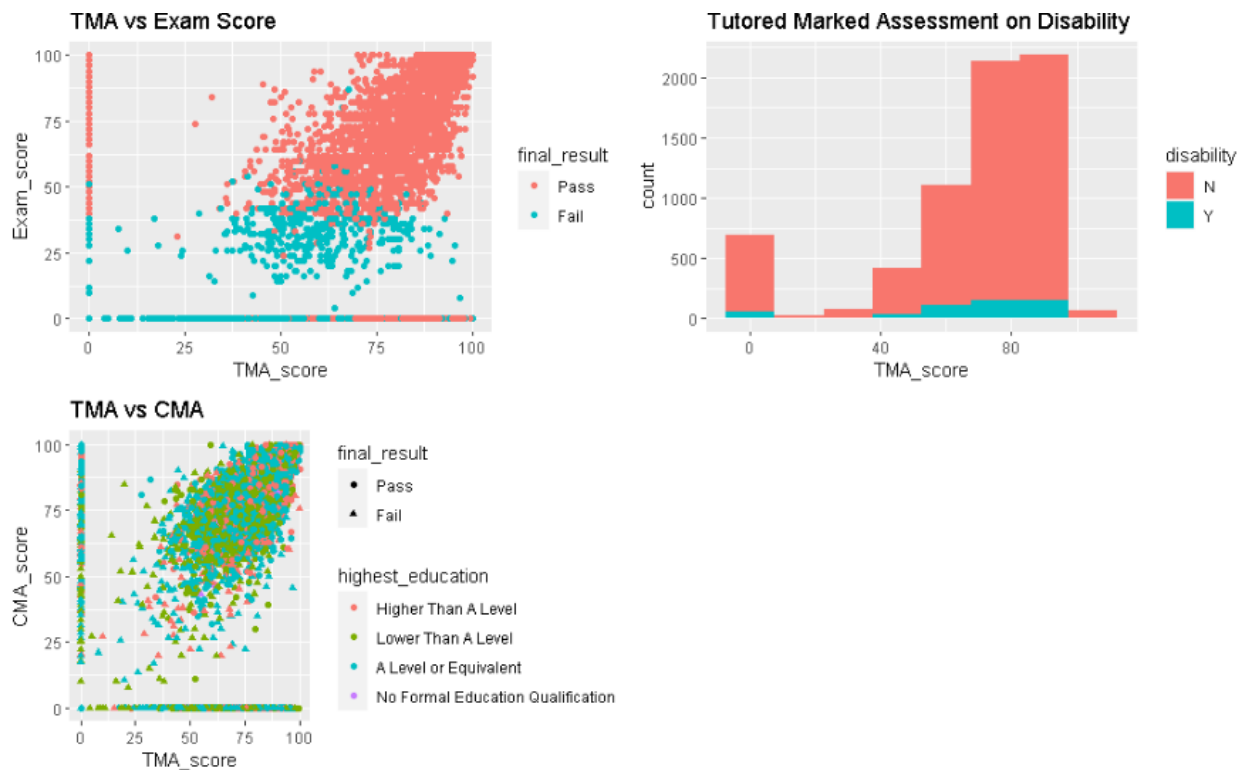 TMA vs Exam Score
100
75
50
25
0
Exam_score
0
25
50
75
100
TMA_score
final_result
Pass
Fail
Tutored Marked Assessment on Disability
2000
1500
1000
500
0
count
0
40
80
TMA_score
disability
N
Y
TMA vs CMA
100
75
50
25
0
CMA_score
0
25
50
75
100
TMA_score
final_result
Pass
Fail
highest_education
Higher Than A Level
Lower Than A Level
A Level or Equivalent
No Formal Education Qualification